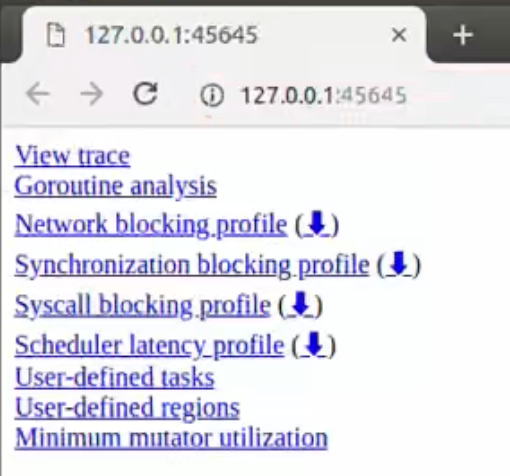 127.0.0.1:45645
127.0.0.1:45645
View trace
Goroutine analysis
Network blocking profile (⬇)
Synchronization blocking profile (⬇)
Syscall blocking profile (⬇)
Scheduler latency profile (⬇)
User-defined tasks
User-defined regions
Minimum mutator utilization